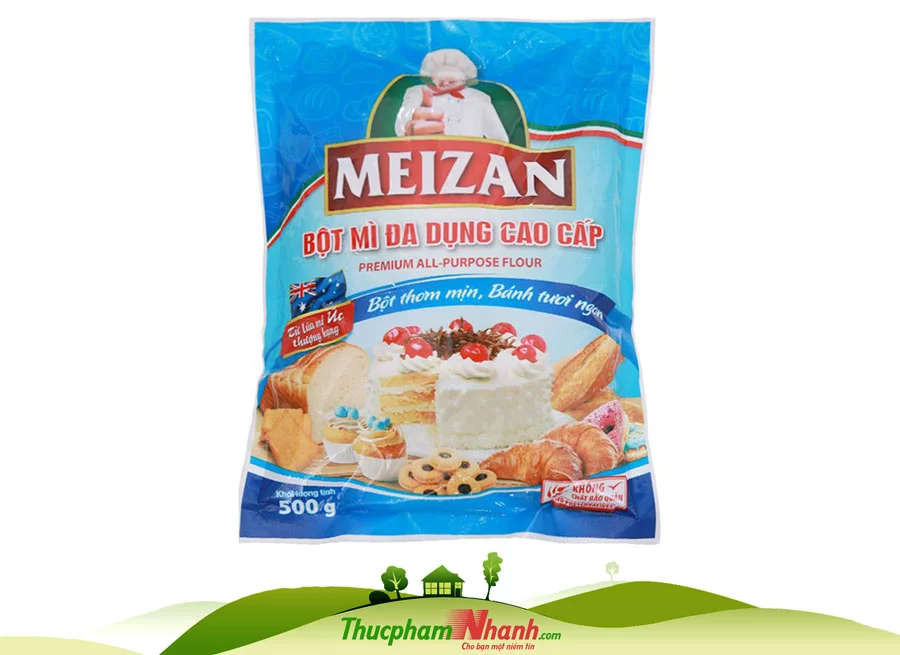 MEIZAN
BỘT MÌ ĐA DỤNG CAO CẤP
PREMIUM ALL-PURPOSE FLOUR
Bột thơm mịn, Bánh tươi ngon
Từ lúa mì Úc
thượng hạng
Khối lượng tịnh
500 g
KHÔNG
CHẤT BẢO QUẢN
ThucphamNhanh.com
Cho bạn một niềm tin